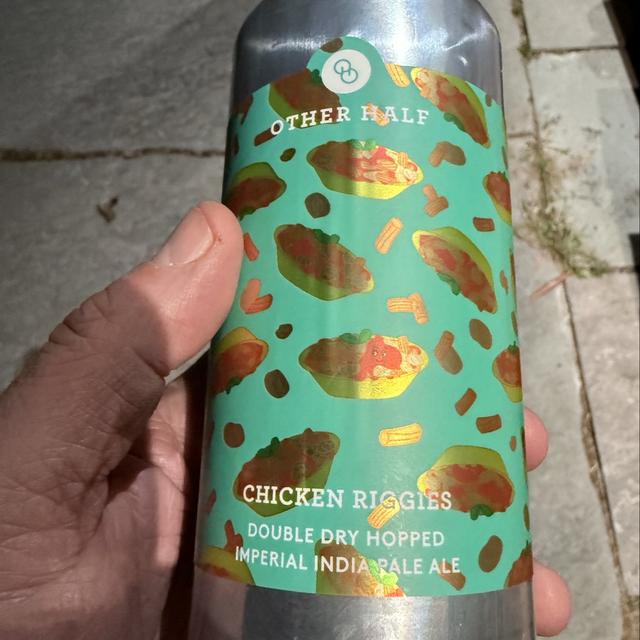 OTHER HALF
CHICKEN RIGGIES
DOUBLE DRY HOPPED
IMPERIAL INDIA PALE ALE